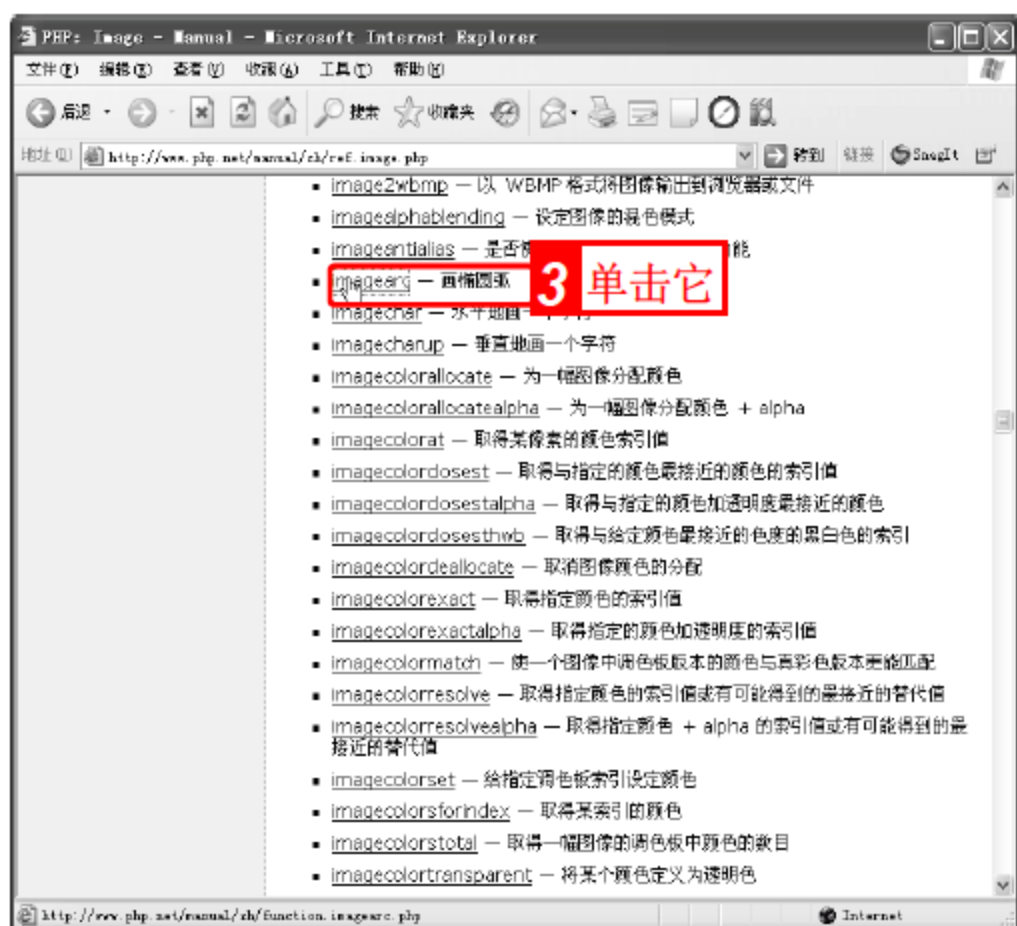 PHP: Image - Manual - Microsoft Internet Explorer
文件(F) 编辑(E) 查看(V) 收藏(A) 工具(T) 帮助(H)
后退 搜索 收藏夹
地址(D) http://www.php.net/manual/zh/ref.image.php 转到 链接 SnagIt
image2wbmp — 以 WBMP 格式将图像输出到浏览器或文件
imagealphablending — 设定图像的混色模式
imageantialias — 是否 能
imagearc — 画椭圆弧
3 单击它
imagechar — 水平地画一个字符
imagecharup — 垂直地画一个字符
imagecolorallocate — 为一幅图像分配颜色
imagecolorallocatealpha — 为一幅图像分配颜色 + alpha
imagecolorat — 取得某像素的颜色索引值
imagecolorclosest — 取得与指定的颜色最接近的颜色的索引值
imagecolorclosestalpha — 取得与指定的颜色加透明度最接近的颜色
imagecolorclosesthwb — 取得与给定颜色最接近的色度的黑白色的索引
imagecolordeallocate — 取消图像颜色的分配
imagecolorexact — 取得指定颜色的索引值
imagecolorexactalpha — 取得指定的颜色加透明度的索引值
imagecolormatch — 使一个图像中调色板版本的颜色与真彩色版本更能匹配
imagecolorresolve — 取得指定颜色的索引值或有可能得到的最接近的替代值
imagecolorresolvealpha — 取得指定颜色 + alpha 的索引值或有可能得到的最
接近的替代值
imagecolorset — 给指定调色板索引设定颜色
imagecolorsforindex — 取得某索引的颜色
imagecolorstotal — 取得一幅图像的调色板中颜色的数目
imagecolortransparent — 将某个颜色定义为透明色
http://www.php.net/manual/zh/function.imagearc.php Internet